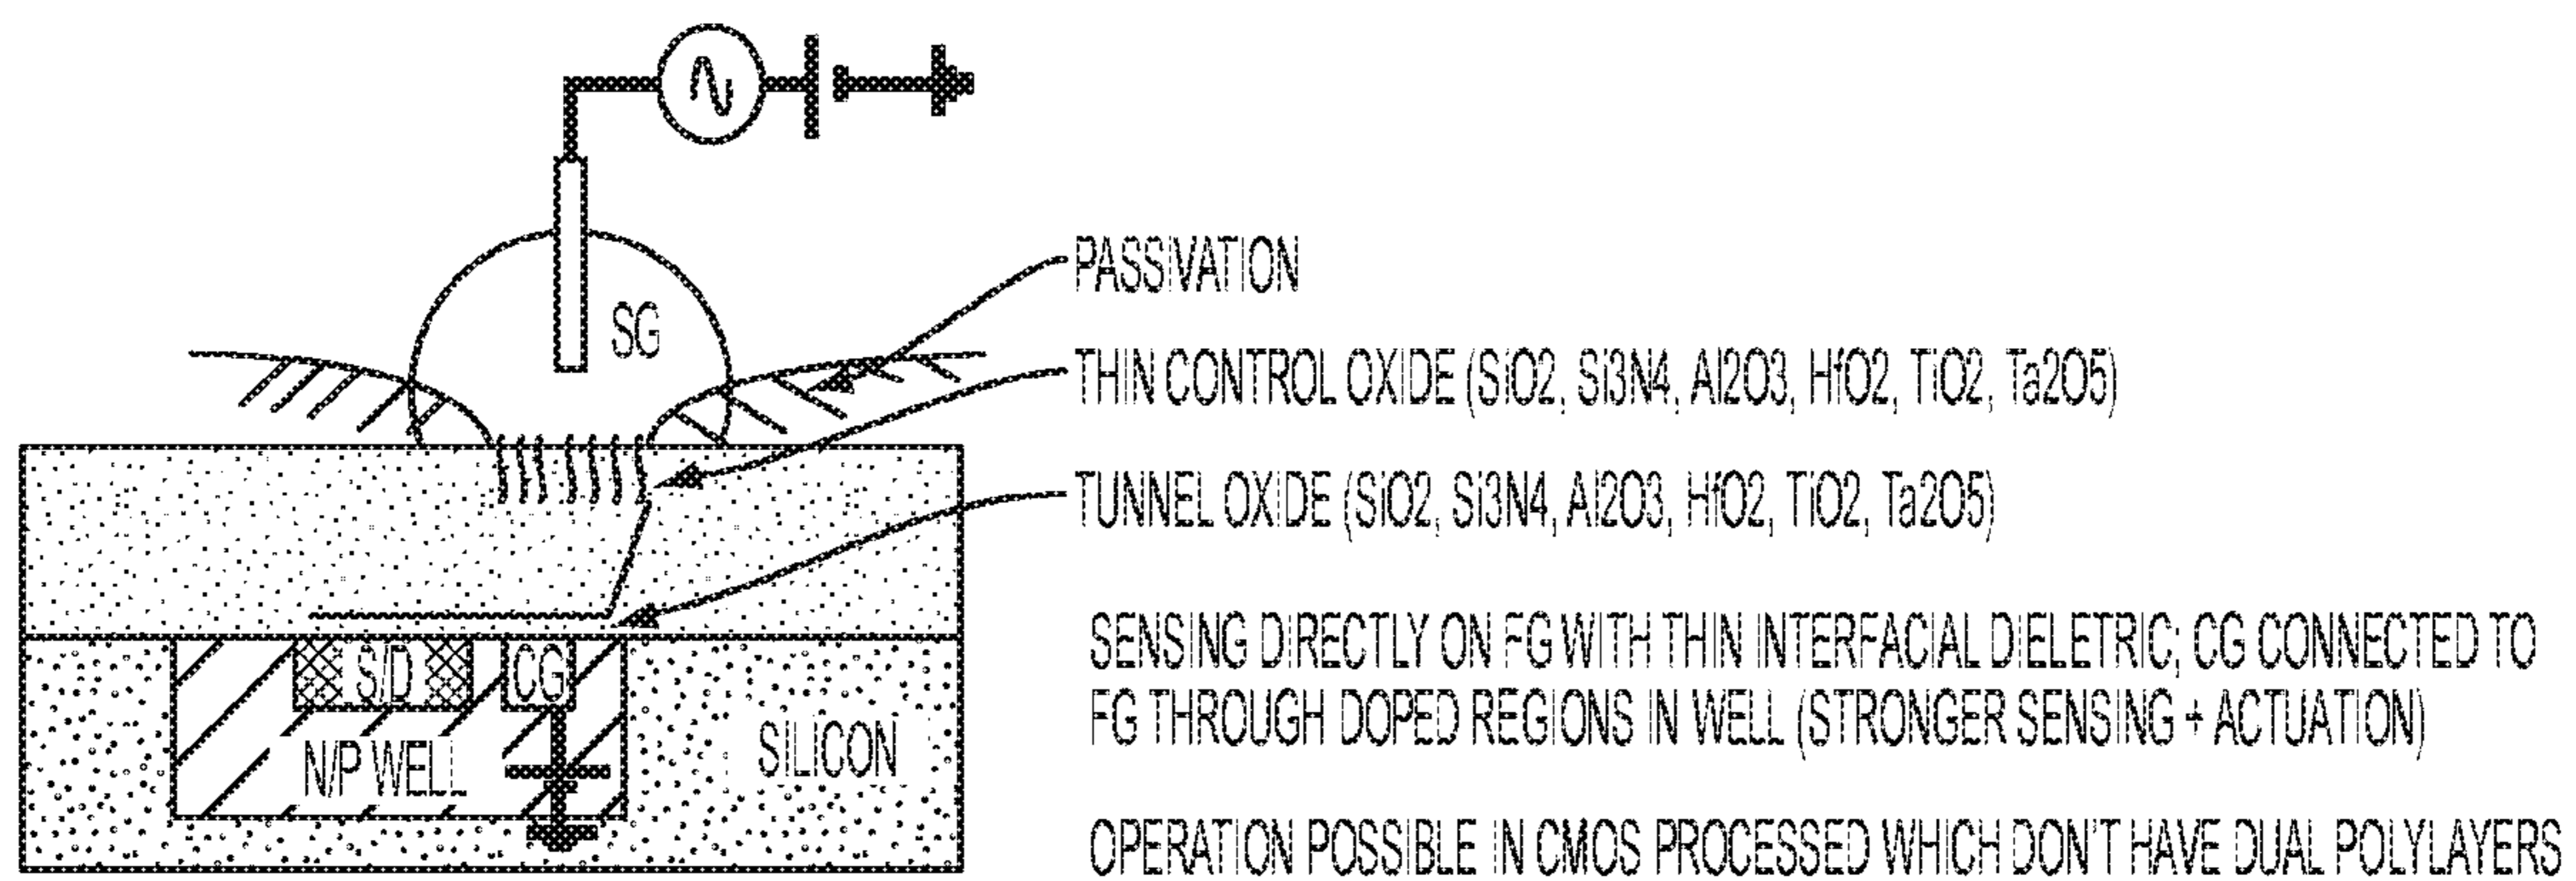 SG
PASSIVATION
THIN CONTROL OXIDE (SiO2, Si3N4, Al2O3, HfO2, TiO2, Ta2O5)
TUNNEL OXIDE (SiO2, Si3N4, Al2O3, HfO2, TiO2, Ta2O5)
SENSING DIRECTLY ON FG WITH THIN INTERFACIAL DIELETRIC; CG CONNECTED TO
FG THROUGH DOPED REGIONS IN WELL (STRONGER SENSING + ACTUATION)
S/D
CG
N/P WELL
SILICON
OPERATION POSSIBLE IN CMOS PROCESSED WHICH DON'T HAVE DUAL POLYLAYERS